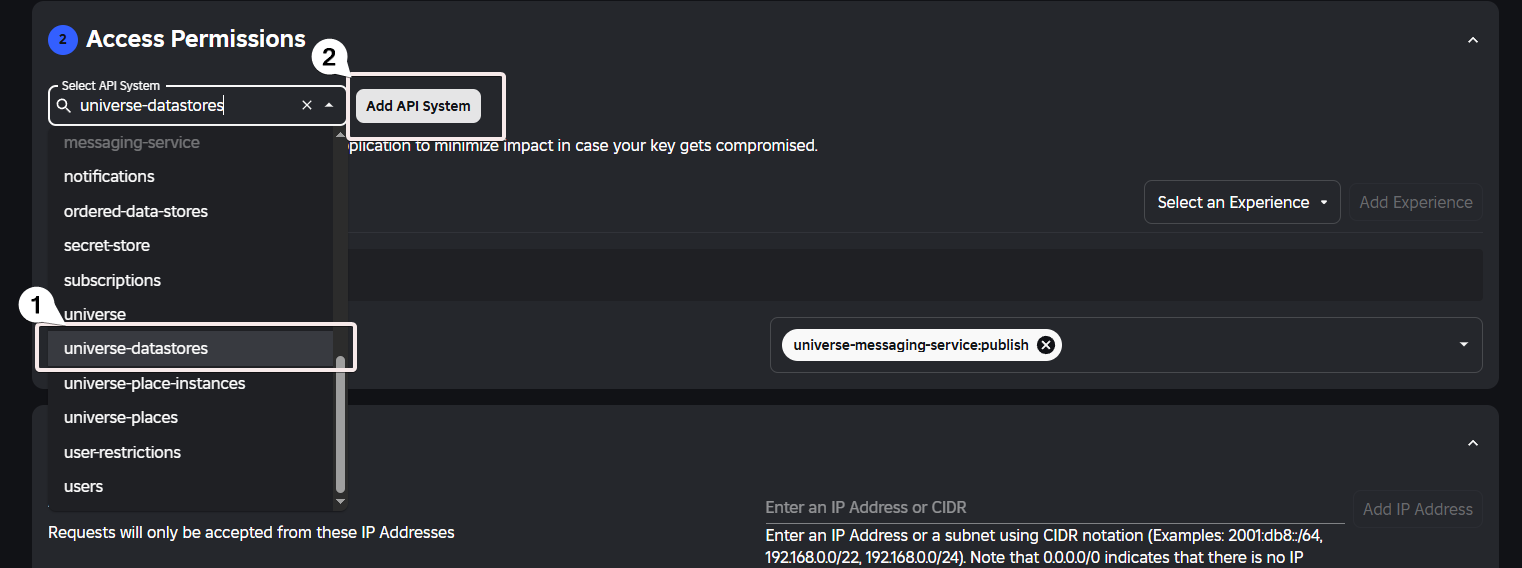 2 Access Permissions
2
Select API System
universe-datastores
Add API System
messaging-service
plication to minimize impact in case your key gets compromised.
notifications
ordered-data-stores
Select an Experience
Add Experience
secret-store
subscriptions
1
universe
universe-datastores
universe-messaging-service:publish
universe-place-instances
universe-places
user-restrictions
users
Enter an IP Address or CIDR
Add IP Address
Requests will only be accepted from these IP Addresses
Enter an IP Address or a subnet using CIDR notation (Examples: 2001:db8::/64,
192.168.0.0/22, 192.168.0.0/24). Note that 0.0.0.0/0 indicates that there is no IP